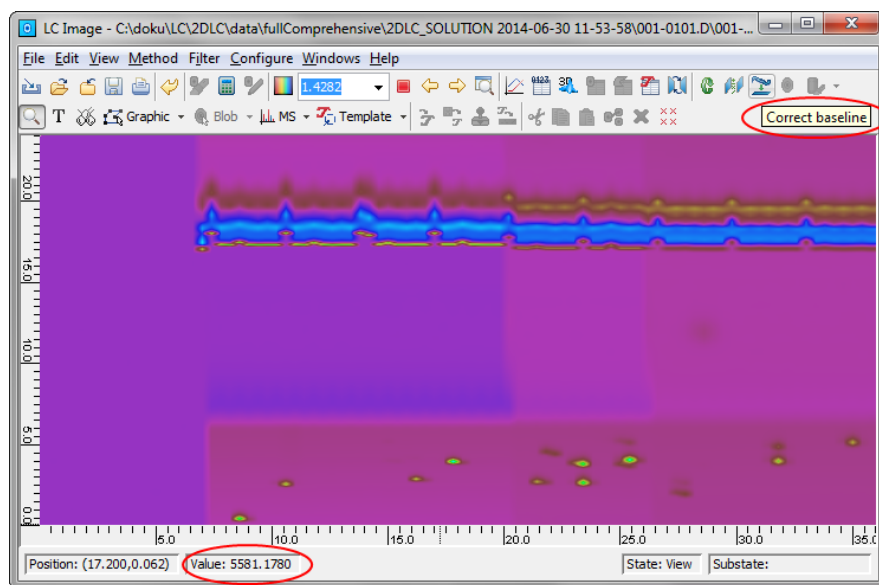 LC Image - C:\doku\LC\2DLC\data\fullComprehensive\2DLC_SOLUTION 2014-06-30 11-53-58\001-0101.D\001-...
File Edit View Method Filter Configure Windows Help
1.4282
T Graphic Blob MS Template
Correct baseline
20.0
15.0
10.0
5.0
0.0
5.0 10.0 15.0 20.0 25.0 30.0 35.0
Position: (17.200,0.062) Value: 5581.1780 State: View Substate: